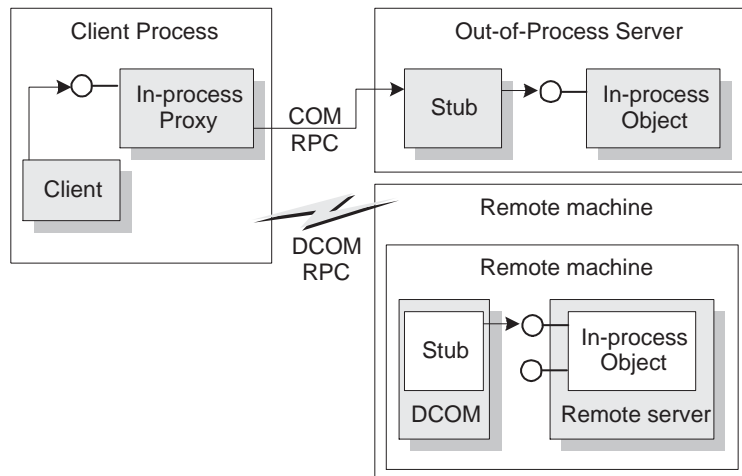 Client Process
In-process
Proxy
Client
COM
RPC
Out-of-Process Server
Stub
In-process
Object
DCOM
RPC
Remote machine
Remote machine
Stub
DCOM
In-process
Object
Remote server